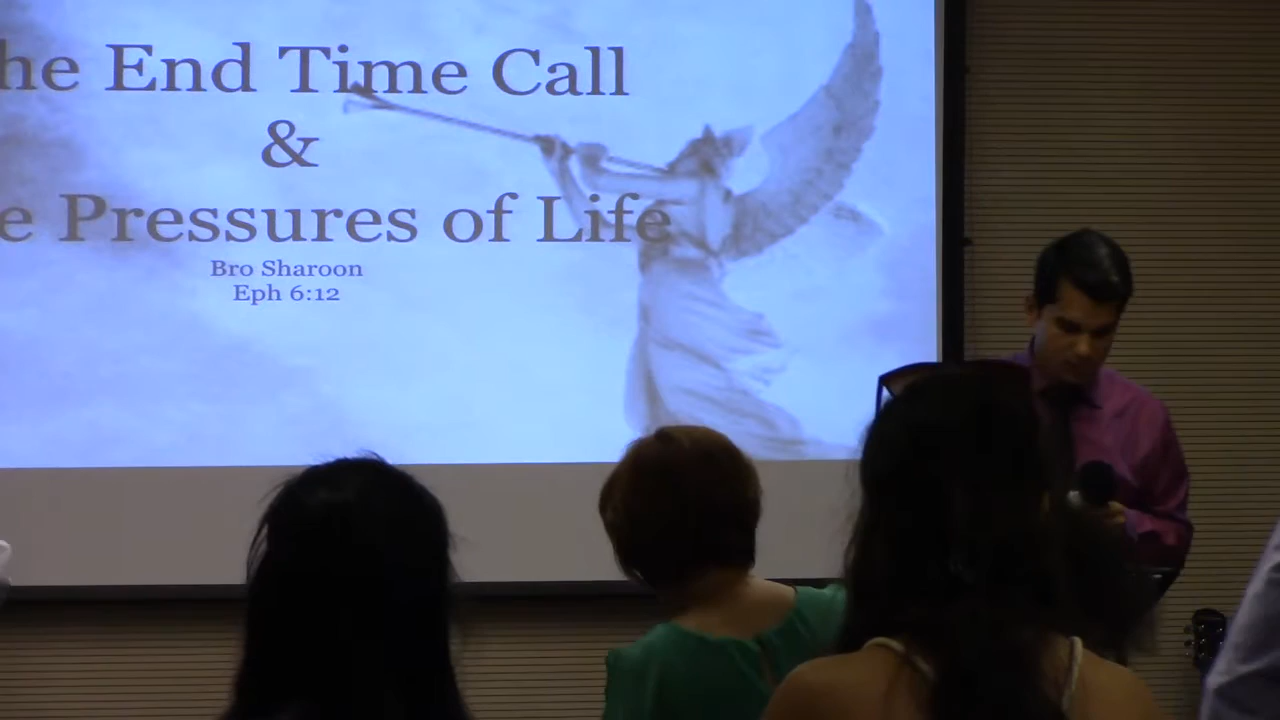 he End Time Call
&
e Pressures of Life
Bro Sharoon
Eph 6:12